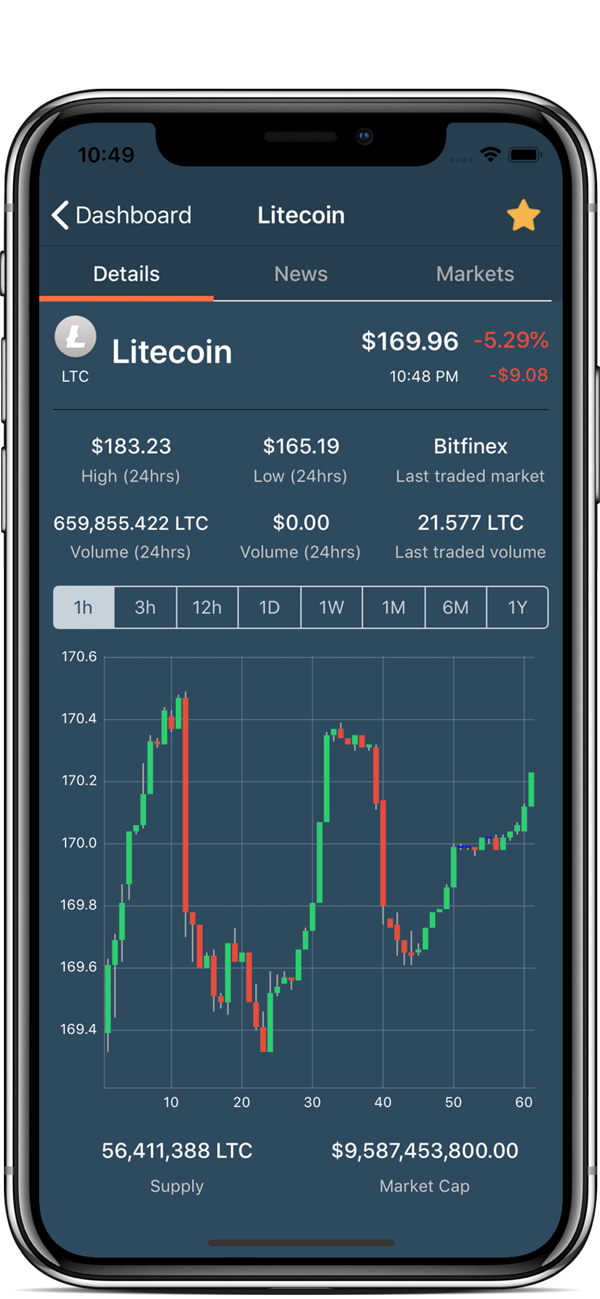 10:49
Dashboard Litecoin
Details News Markets
Litecoin $169.96 -5.29%
LTC 10:48 PM -$9.08
$183.23 $165.19 Bitfinex
High (24hrs) Low (24hrs) Last traded market
659,855.422 LTC $0.00 21.577 LTC
Volume (24hrs) Volume (24hrs) Last traded volume
1h 3h 12h 1D 1W 1M 6M 1Y
170.6
170.4
170.2
170.0
169.8
169.6
169.4
10 20 30 40 50 60
56,411,388 LTC $9,587,453,800.00
Supply Market Cap